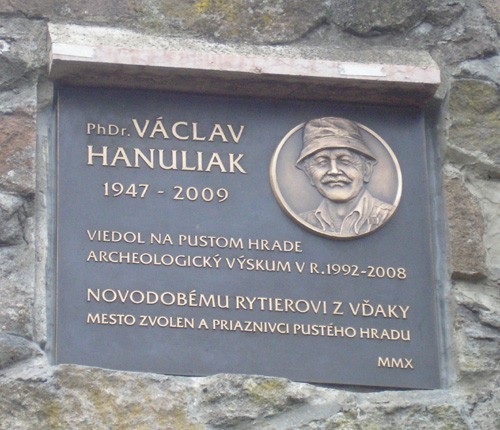 PhDr. VÁCLAV
HANULIAK
1947 - 2009
VIEDOL NA PUSTOM HRADE
ARCHEOLOGICKÝ VÝSKUM V R.1992-2008
NOVODOBÉMU RYTIEROVI Z VĎAKY
MESTO ZVOLEN A PRIAZNIVCI PUSTÉHO HRADU
MMX